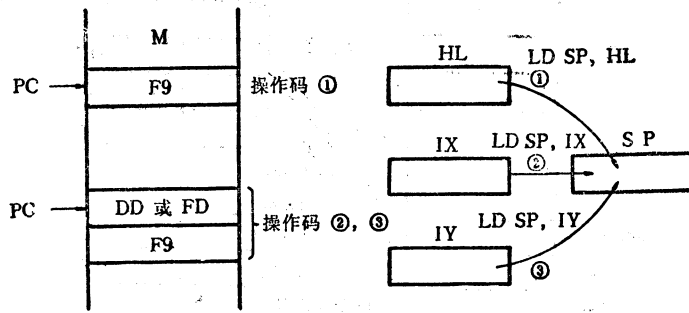 M
PC
F9
操作码 ①
PC
DD 或 FD
F9
操作码 ②, ③
HL
LD SP, HL
①
IX
LD SP, IX
②
S P
IY
LD SP, IY
③